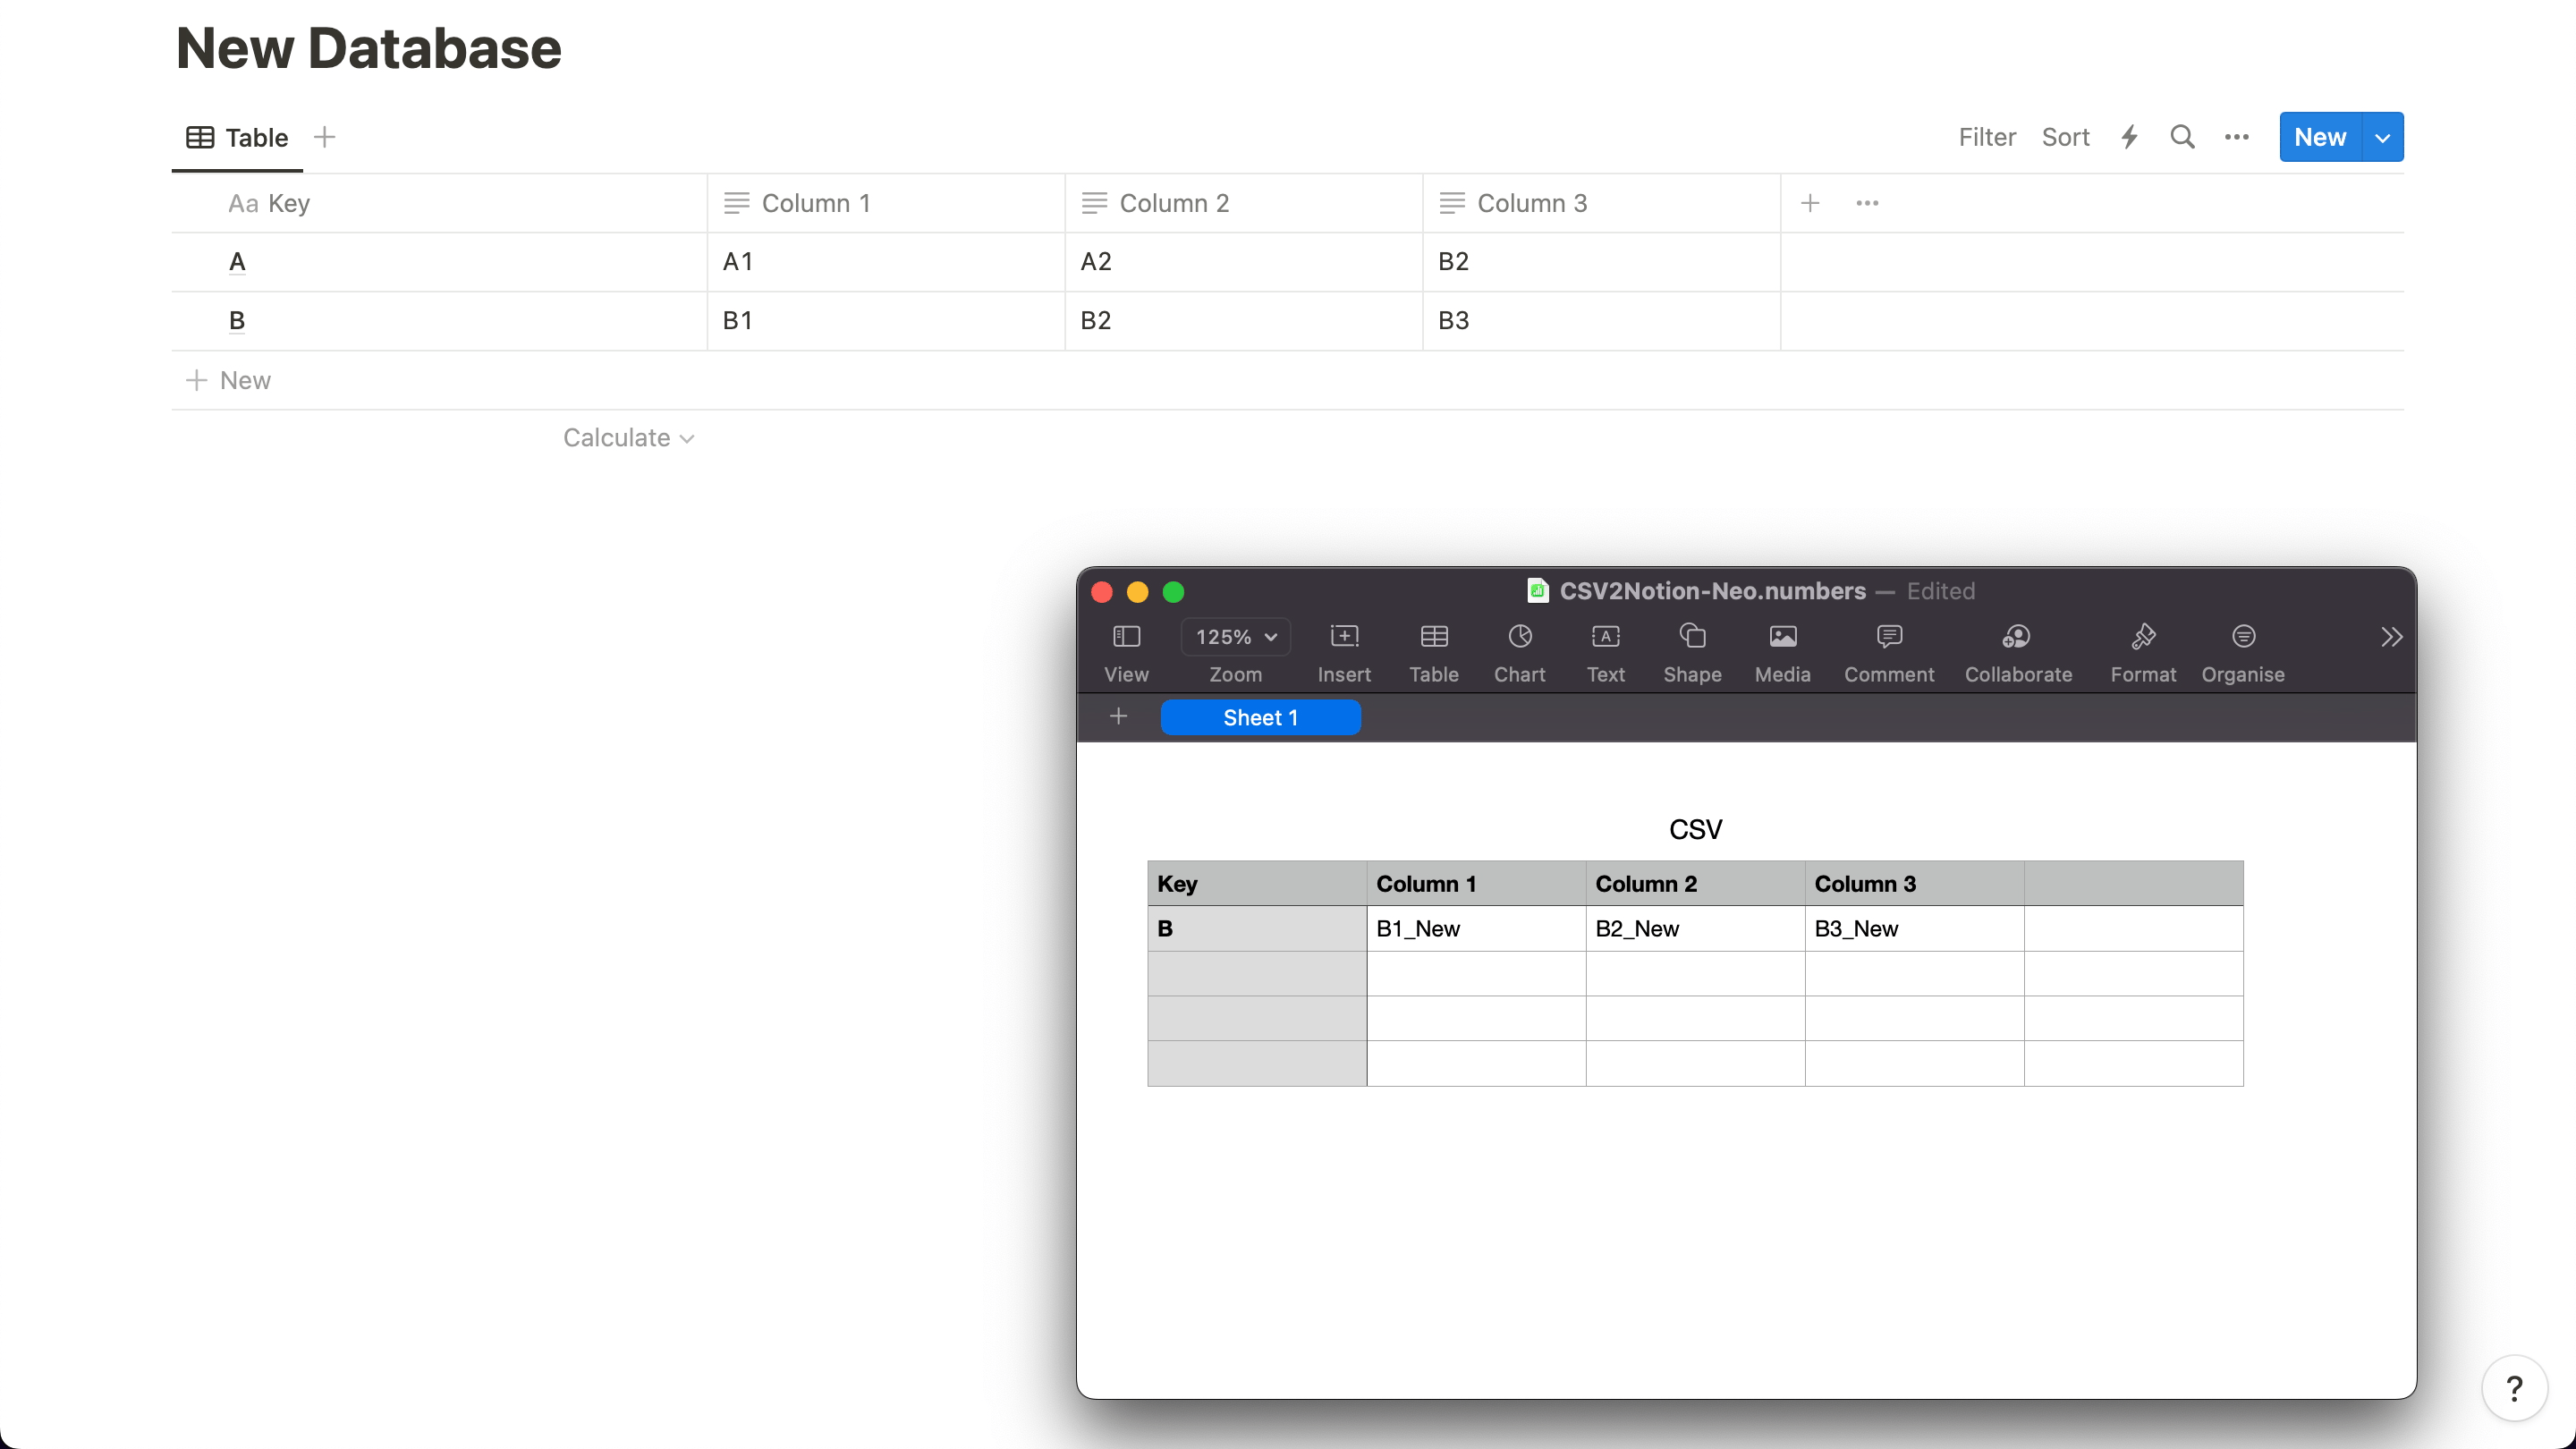 New Database
Table
Filter Sort New
Aa Key Column 1 Column 2 Column 3
A A1 A2 B2
B B1 B2 B3
New
Calculate
CSV2Notion-Neo.numbers — Edited
125%
View Zoom Insert Table Chart Text Shape Media Comment Collaborate Format Organise
Sheet 1
CSV
Key Column 1 Column 2 Column 3
B B1_New B2_New B3_New
?